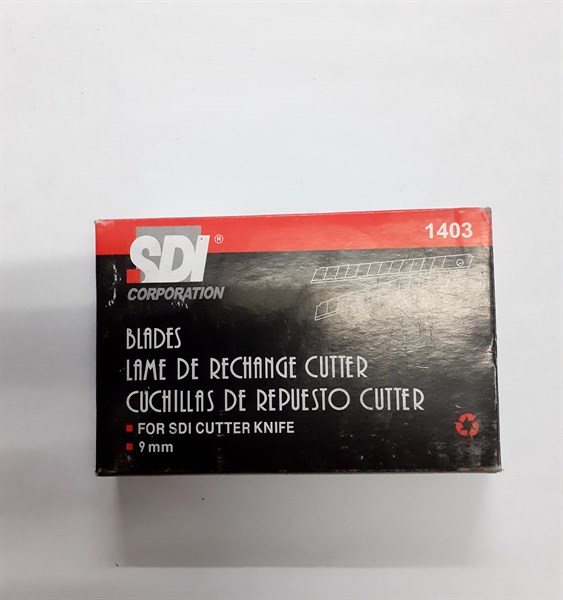 SDI ®
CORPORATION
1403
BLADES
LAME DE RECHANGE CUTTER
CUCHILLAS DE REPUESTO CUTTER
FOR SDI CUTTER KNIFE
9 mm